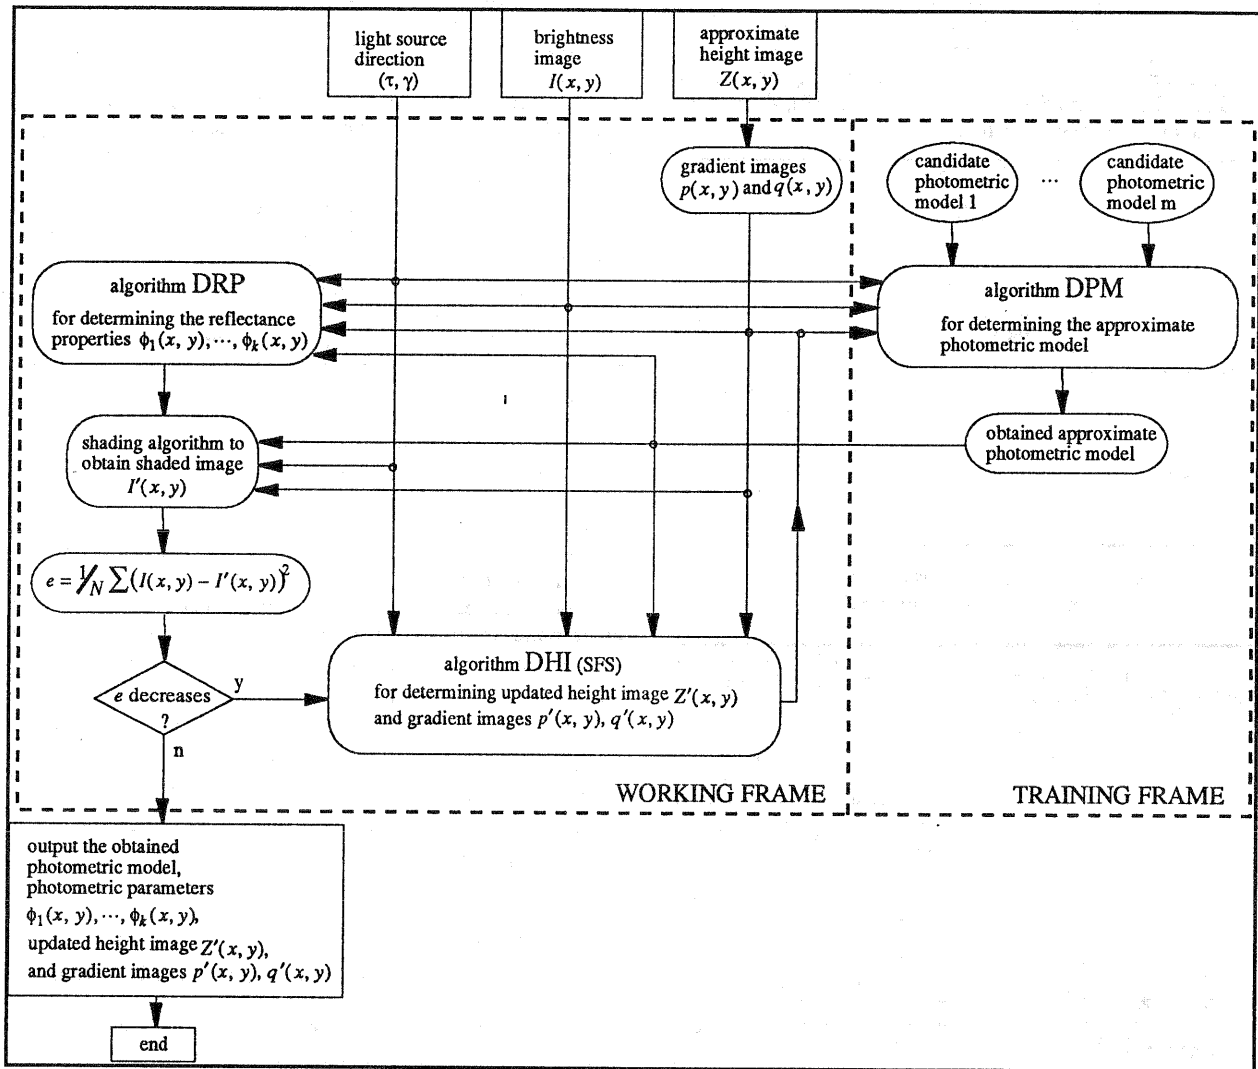 light source
direction
(τ, γ)
brightness
image
I(x, y)
approximate
height image
Z(x, y)
gradient images
p(x, y) and q(x, y)
candidate
photometric
model 1
...
candidate
photometric
model m
algorithm DRP
for determining the reflectance
properties ϕ₁(x, y), ⋯, ϕₖ(x, y)
algorithm DPM
for determining the approximate
photometric model
shading algorithm to
obtain shaded image
I′(x, y)
obtained approximate
photometric model
e = 1/N ∑(I(x, y) − I′(x, y))²
e decreases
?
y
n
algorithm DHI (SFS)
for determining updated height image Z′(x, y)
and gradient images p′(x, y), q′(x, y)
WORKING FRAME
TRAINING FRAME
output the obtained
photometric model,
photometric parameters
ϕ₁(x, y), ⋯, ϕₖ(x, y),
updated height image Z′(x, y),
and gradient images p′(x, y), q′(x, y)
end